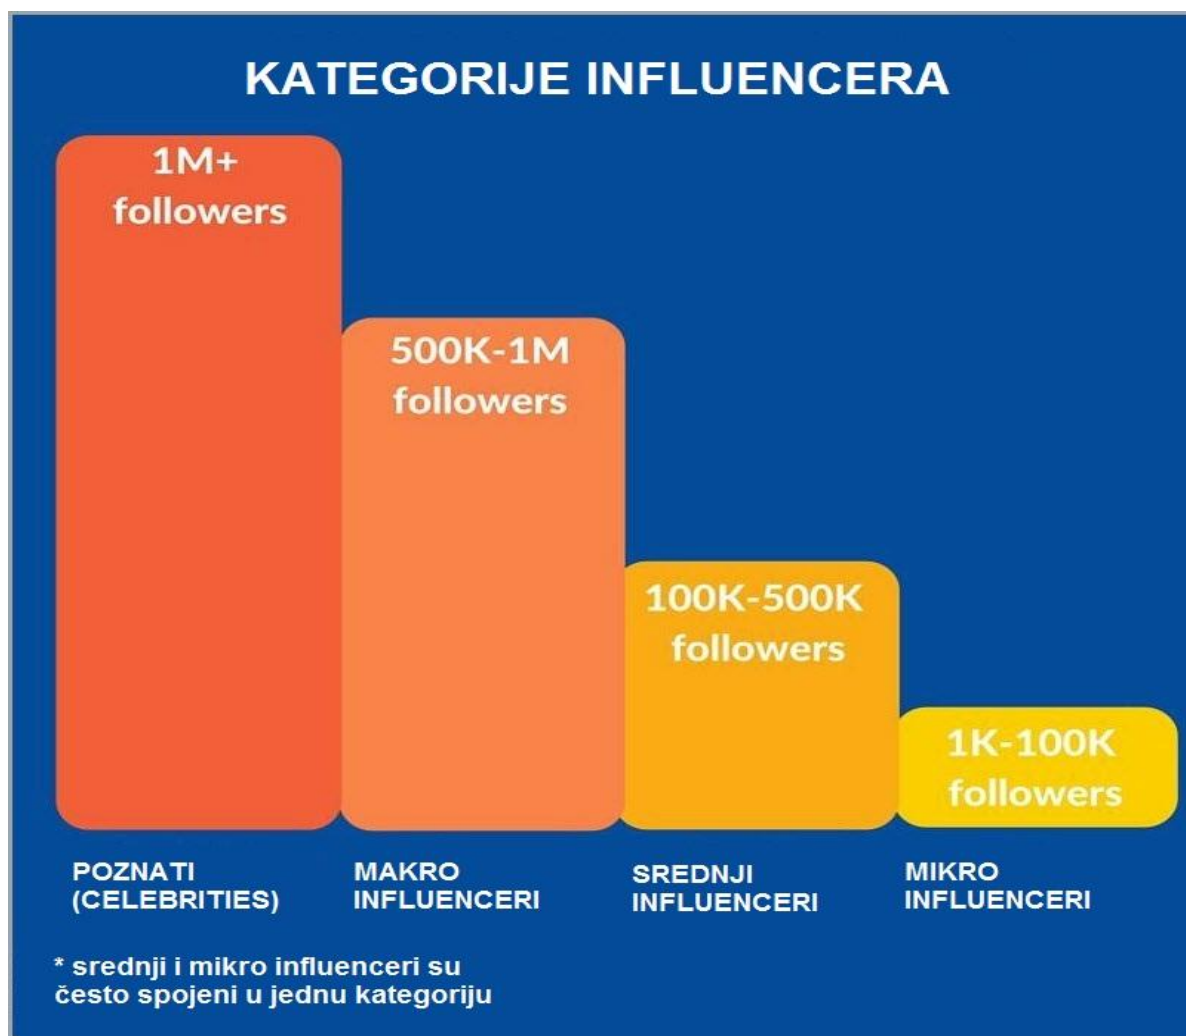 KATEGORIJE INFLUENCERA
1M+
followers
500K-1M
followers
100K-500K
followers
1K-100K
followers
POZNATI
(CELEBRITIES)
MAKRO
INFLUENCERI
SREDNJI
INFLUENCERI
MIKRO
INFLUENCERI
* srednji i mikro influenceri su
često spojeni u jednu kategoriju